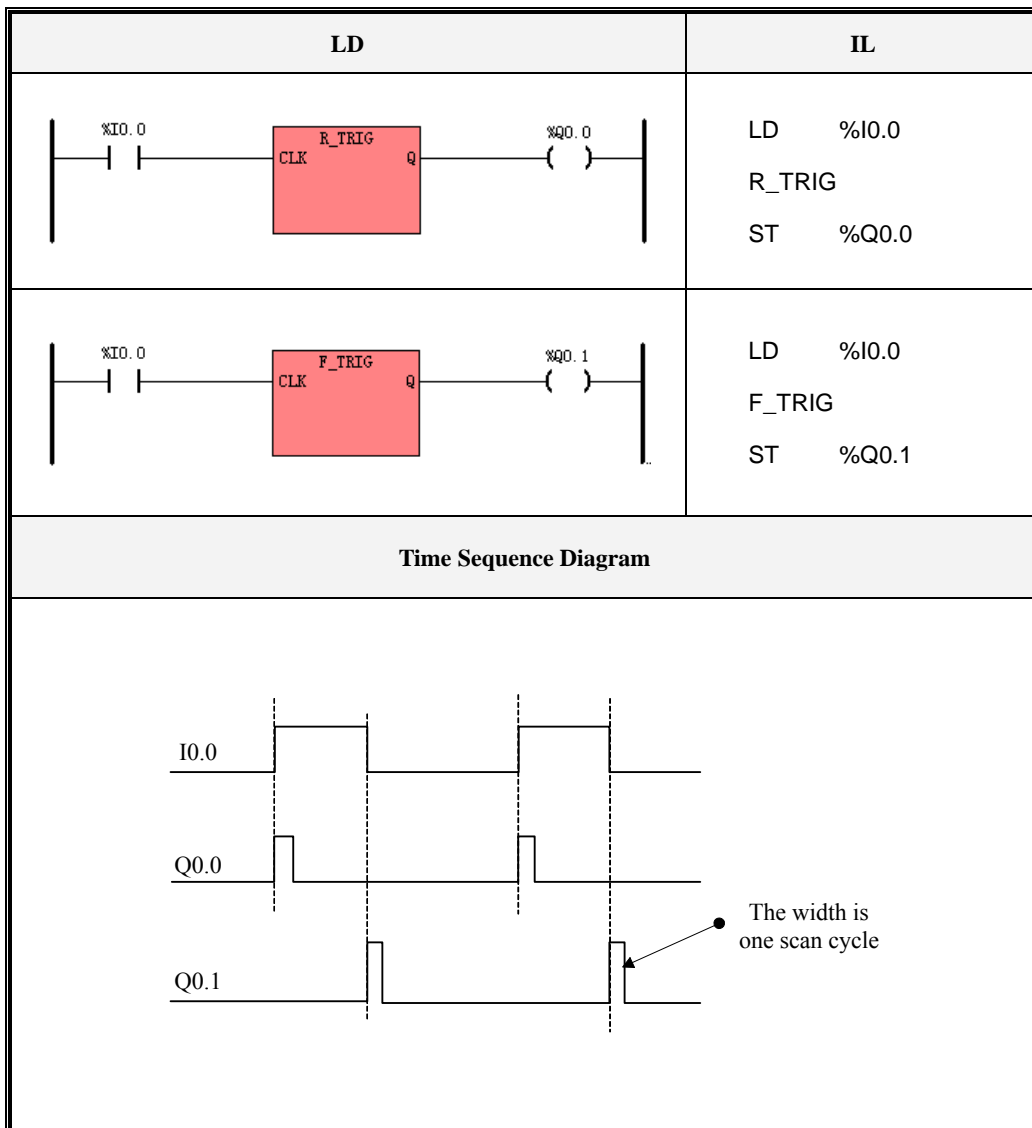 LD IL
%I0.0 R_TRIG %Q0.0
CLK Q
LD %I0.0
R_TRIG
ST %Q0.0
%I0.0 F_TRIG %Q0.1
CLK Q
LD %I0.0
F_TRIG
ST %Q0.1
Time Sequence Diagram
I0.0
Q0.0
The width is
one scan cycle
Q0.1